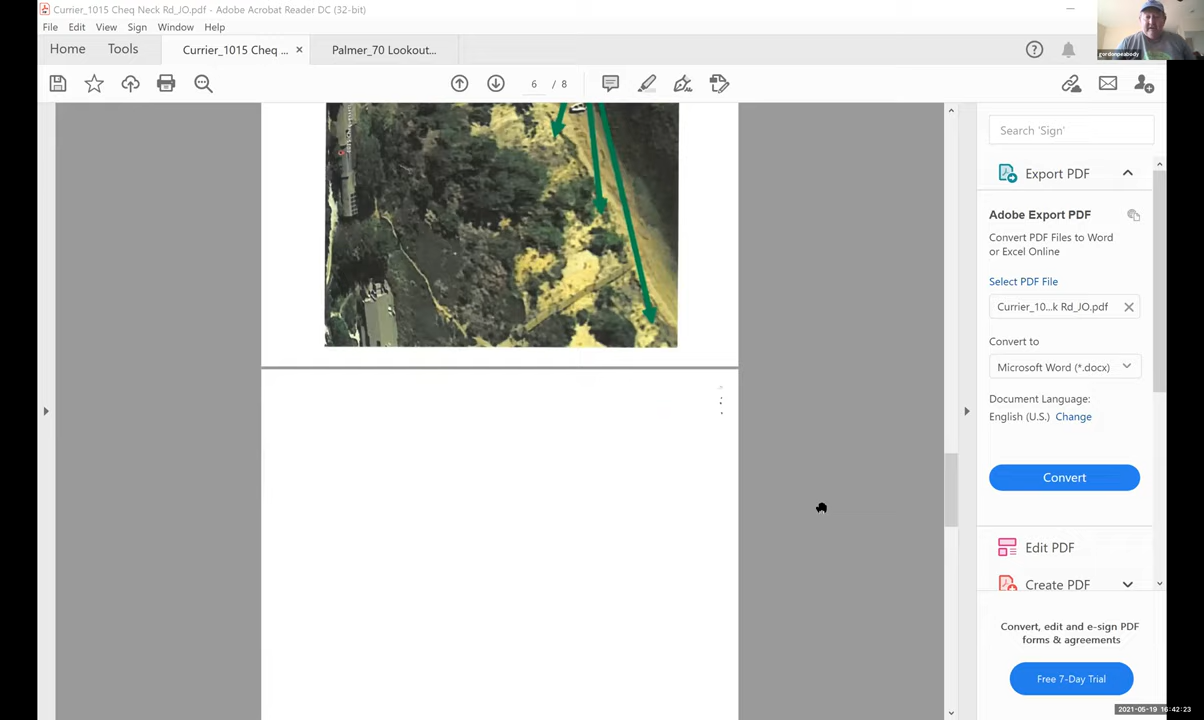 Currier_1015 Cheq Neck Rd_JO.pdf - Adobe Acrobat Reader DC (32-bit)
File Edit View Sign Window Help
Home Tools Currier_1015 Cheq ... × Palmer_70 Lookout...
6 / 8
Search 'Sign'
Export PDF
Adobe Export PDF
Convert PDF Files to Word
or Excel Online
Select PDF File
Currier_10...k Rd_JO.pdf
Convert to
Microsoft Word (*.docx)
Document Language:
English (U.S.) Change
Convert
Edit PDF
Create PDF
Convert, edit and e-sign PDF
forms & agreements
Free 7-Day Trial
gordonpeabody
2021-05-19 16:42:23